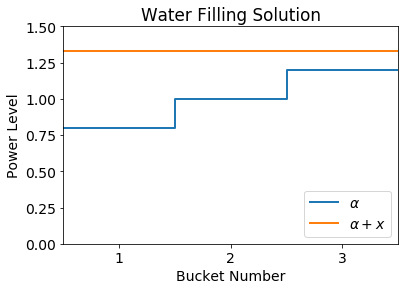 Water Filling Solution
1.50
1.25
1.00
0.75
0.50
0.25
0.00
Power Level
α
α + x
1 2 3
Bucket Number